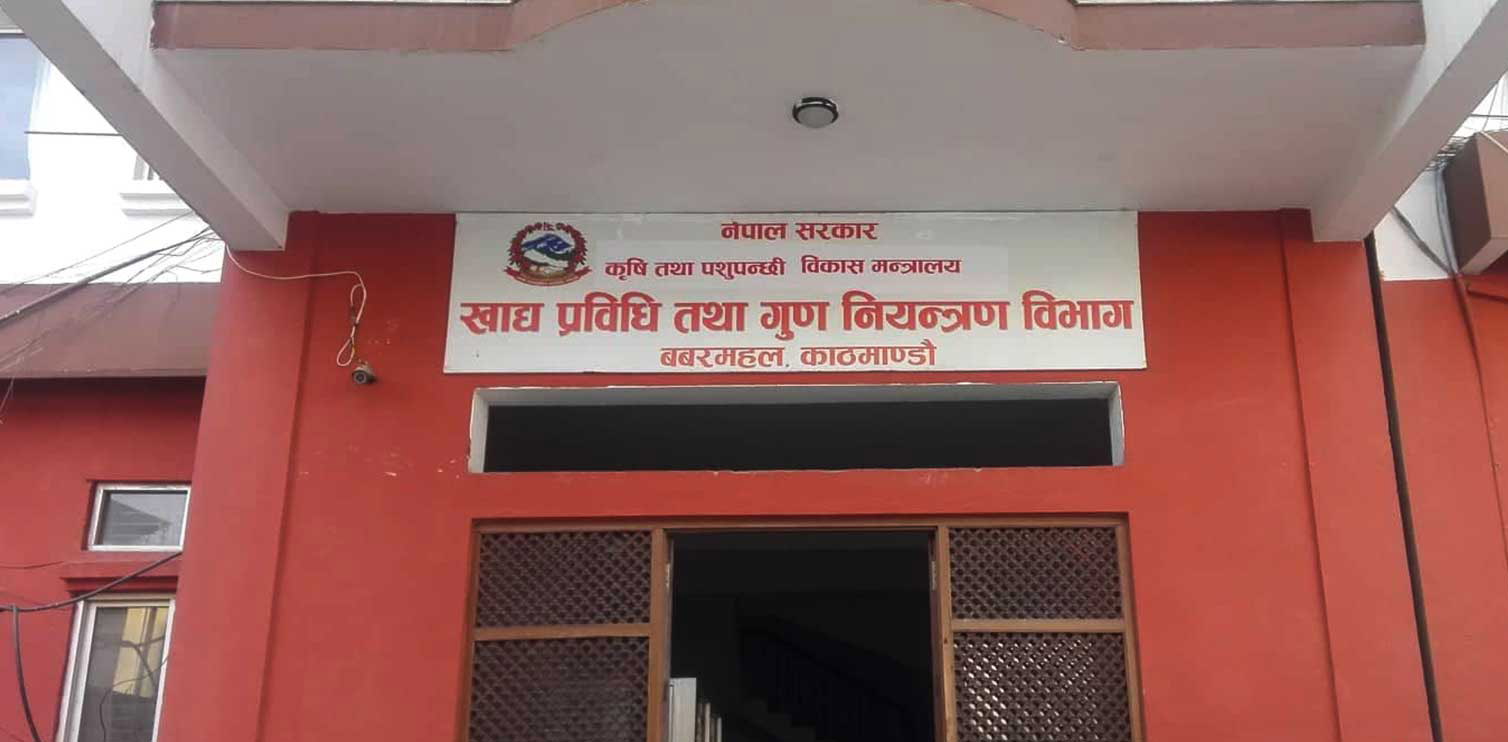 नेपाल सरकार
कृषि तथा पशुपन्छी विकास मन्त्रालय
खाद्य प्रविधि तथा गुण नियन्त्रण विभाग
बबरमहल, काठमाण्डौ